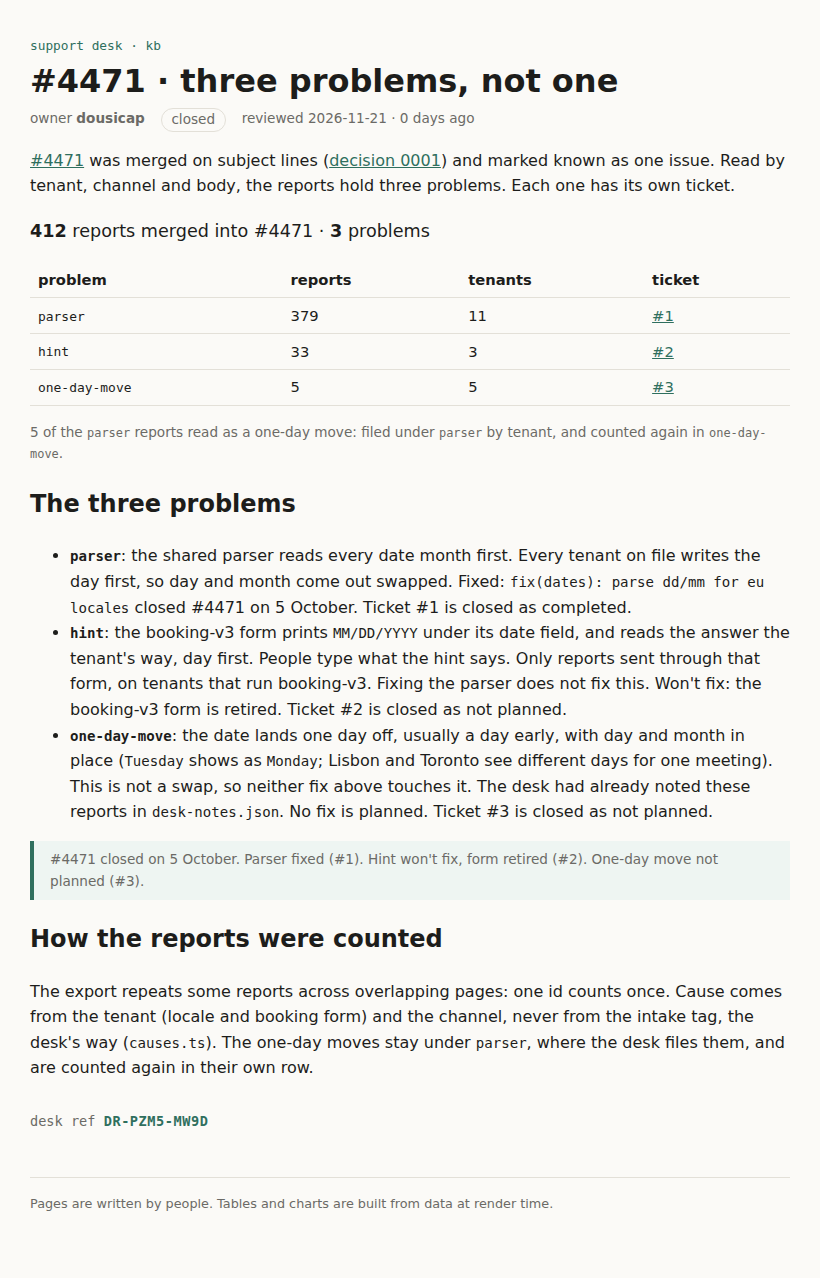 support desk · kb
#4471 · three problems, not one
owner dousicap closed reviewed 2026-11-21 · 0 days ago
#4471 was merged on subject lines (decision 0001) and marked known as one issue. Read by
tenant, channel and body, the reports hold three problems. Each one has its own ticket.
412 reports merged into #4471 · 3 problems
problem reports tenants ticket
parser 379 11 #1
hint 33 3 #2
one-day-move 5 5 #3
5 of the parser reports read as a one-day move: filed under parser by tenant, and counted again in one-day-
move.
The three problems
• parser: the shared parser reads every date month first. Every tenant on file writes the
day first, so day and month come out swapped. Fixed: fix(dates): parse dd/mm for eu
locales closed #4471 on 5 October. Ticket #1 is closed as completed.
• hint: the booking-v3 form prints MM/DD/YYYY under its date field, and reads the answer the
tenant's way, day first. People type what the hint says. Only reports sent through that
form, on tenants that run booking-v3. Fixing the parser does not fix this. Won't fix: the
booking-v3 form is retired. Ticket #2 is closed as not planned.
• one-day-move: the date lands one day off, usually a day early, with day and month in
place (Tuesday shows as Monday; Lisbon and Toronto see different days for one meeting).
This is not a swap, so neither fix above touches it. The desk had already noted these
reports in desk-notes.json. No fix is planned. Ticket #3 is closed as not planned.
#4471 closed on 5 October. Parser fixed (#1). Hint won't fix, form retired (#2). One-day move not
planned (#3).
How the reports were counted
The export repeats some reports across overlapping pages: one id counts once. Cause comes
from the tenant (locale and booking form) and the channel, never from the intake tag, the
desk's way (causes.ts). The one-day moves stay under parser, where the desk files them, and
are counted again in their own row.
desk ref DR-PZM5-MW9D
Pages are written by people. Tables and charts are built from data at render time.